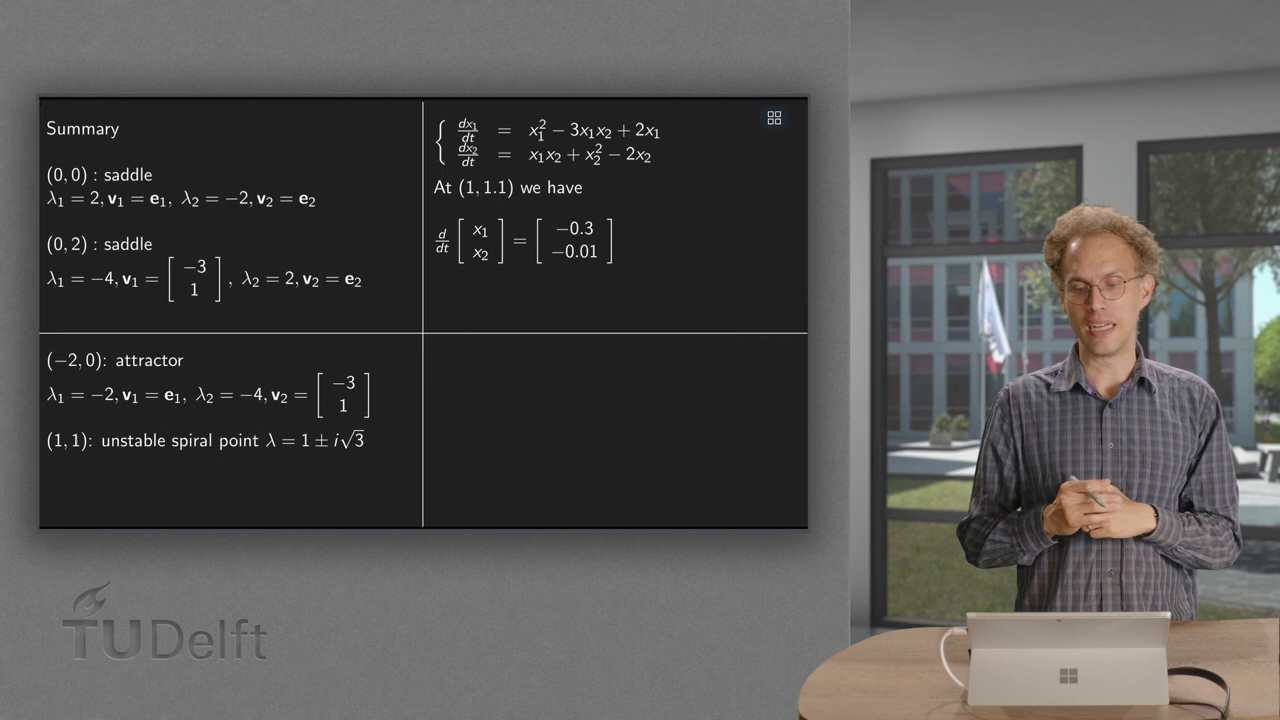 Summary
(0, 0) : saddle
λ₁ = 2, v₁ = e₁, λ₂ = −2, v₂ = e₂
(0, 2) : saddle
λ₁ = −4, v₁ = [ −3 1 ], λ₂ = 2, v₂ = e₂
(−2, 0): attractor
λ₁ = −2, v₁ = e₁, λ₂ = −4, v₂ = [ −3 1 ]
(1, 1): unstable spiral point λ = 1 ± i√3
{ dx₁/dt = x₁² − 3x₁x₂ + 2x₁
dx₂/dt = x₁x₂ + x₂² − 2x₂
At (1, 1.1) we have
d/dt [ x₁ x₂ ] = [ −0.3 −0.01 ]
TUDelft